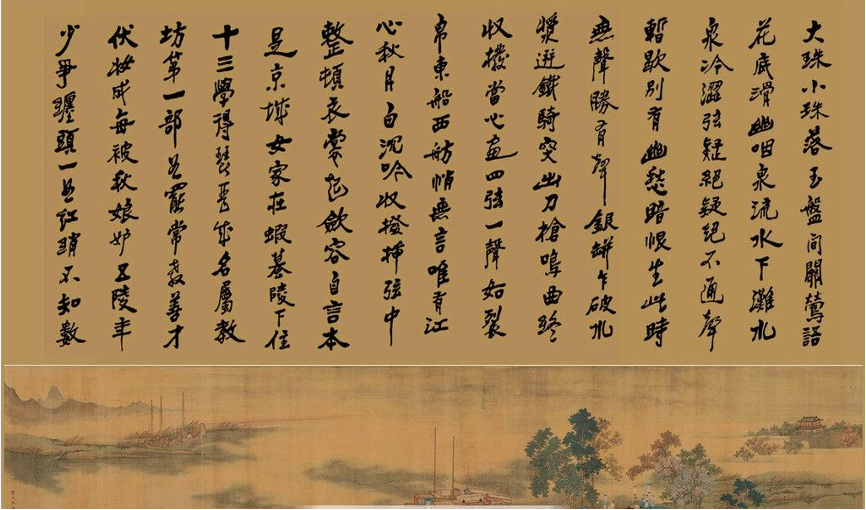 大珠小珠落玉盤间關鶯語
花底滑幽咽泉流水下灘水
泉冷澀弦疑絕疑絕不通聲
暫歇别有幽愁暗恨生此時
無聲勝有聲銀缾乍破水
漿迸鐵騎突出刀槍鳴曲終
收撥當心畫四弦一聲如裂
帛東船西舫悄無言唯有江
心秋月白沉吟收撥插弦中
整頓衣裳起斂容自言本
是京城女家在蝦蟇陵下住
十三學得琵琶成名屬教
坊第一部曲罷常教善才
伏妝成每被秋娘妒五陵年
少爭纏頭一曲紅綃不知數